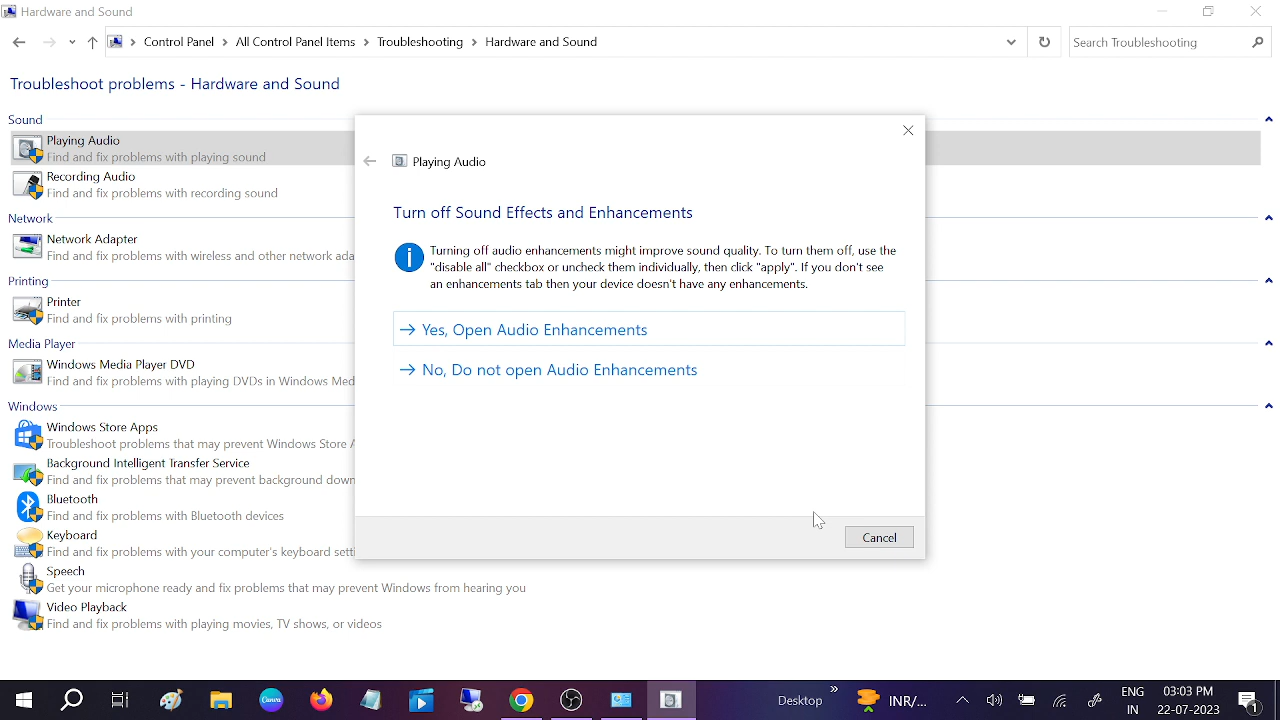 Hardware and Sound
Control Panel > All Control Panel Items > Troubleshooting > Hardware and Sound
Search Troubleshooting
Troubleshoot problems - Hardware and Sound
Sound
Playing Audio
Find and fix problems with playing sound
Recording Audio
Find and fix problems with recording sound
Network
Network Adapter
Find and fix problems with wireless and other network ada
Printing
Printer
Find and fix problems with printing
Media Player
Windows Media Player DVD
Find and fix problems with playing DVDs in Windows Med
Windows
Windows Store Apps
Troubleshoot problems that may prevent Windows Store A
Background Intelligent Transfer Service
Find and fix problems that may prevent background down
Bluetooth
Find and fix problems with Bluetooth devices
Keyboard
Find and fix problems with your computer's keyboard setti
Speech
Get your microphone ready and fix problems that may prevent Windows from hearing you
Video Playback
Find and fix problems with playing movies, TV shows, or videos
Playing Audio
Turn off Sound Effects and Enhancements
Turning off audio enhancements might improve sound quality. To turn them off, use the
"disable all" checkbox or uncheck them individually, then click "apply". If you don't see
an enhancements tab then your device doesn't have any enhancements.
→ Yes, Open Audio Enhancements
→ No, Do not open Audio Enhancements
Cancel
Canva
Desktop
INR/...
ENG
IN
03:03 PM
22-07-2023
1